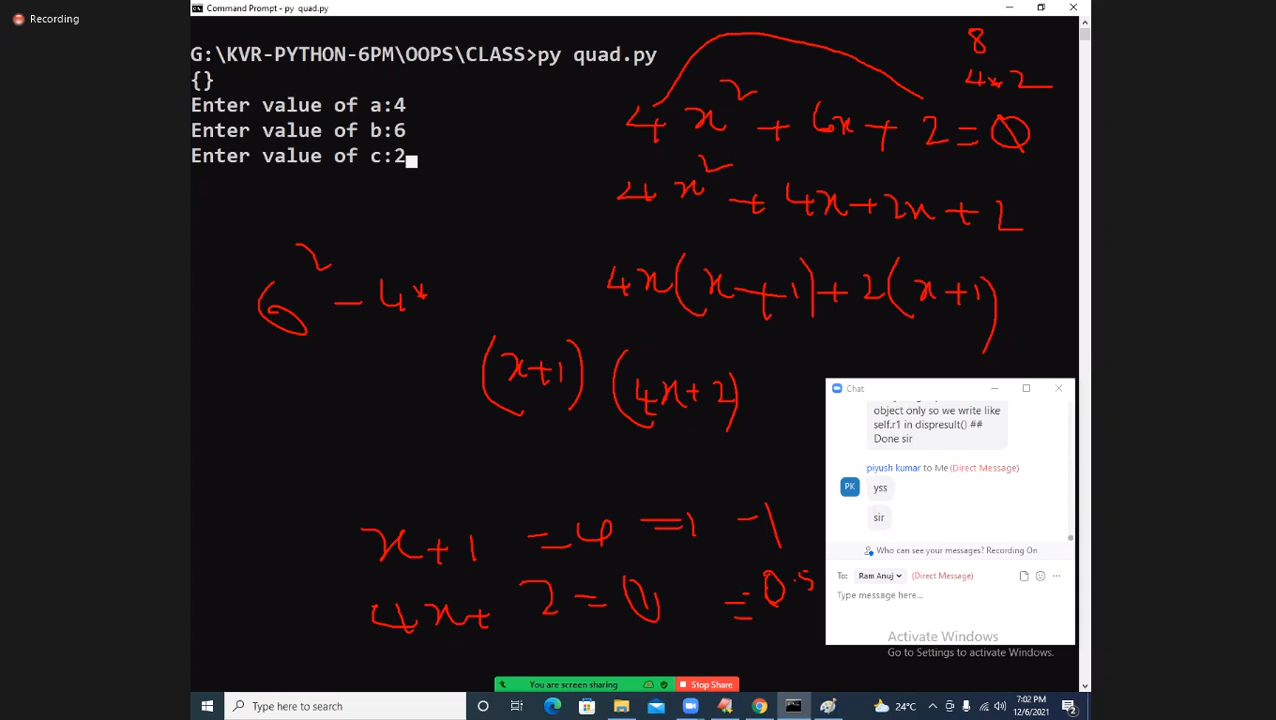 Recording
Command Prompt - py quad.py
G:\KVR-PYTHON-6PM\OOPS\CLASS>py quad.py
{}
Enter value of a:4
Enter value of b:6
Enter value of c:2
8
4*2
4x² + 6x + 2 = 0
4x² + 4x + 2x + 2
4x(x+1) + 2(x+1)
6² - 4*
(x+1) (4x+2)
x+1 = 0 = 1 -1
4x+ 2 = 0 = 0.5
Chat
object only so we write like
self.r1 in dispresult() ##
Done sir
piyush kumar to Me (Direct Message)
PK
yss
sir
Who can see your messages? Recording On
To: Ram Anuj (Direct Message)
Type message here...
Activate Windows
Go to Settings to activate Windows.
You are screen sharing Stop Share
Type here to search
24°C
7:02 PM
12/6/2021
2